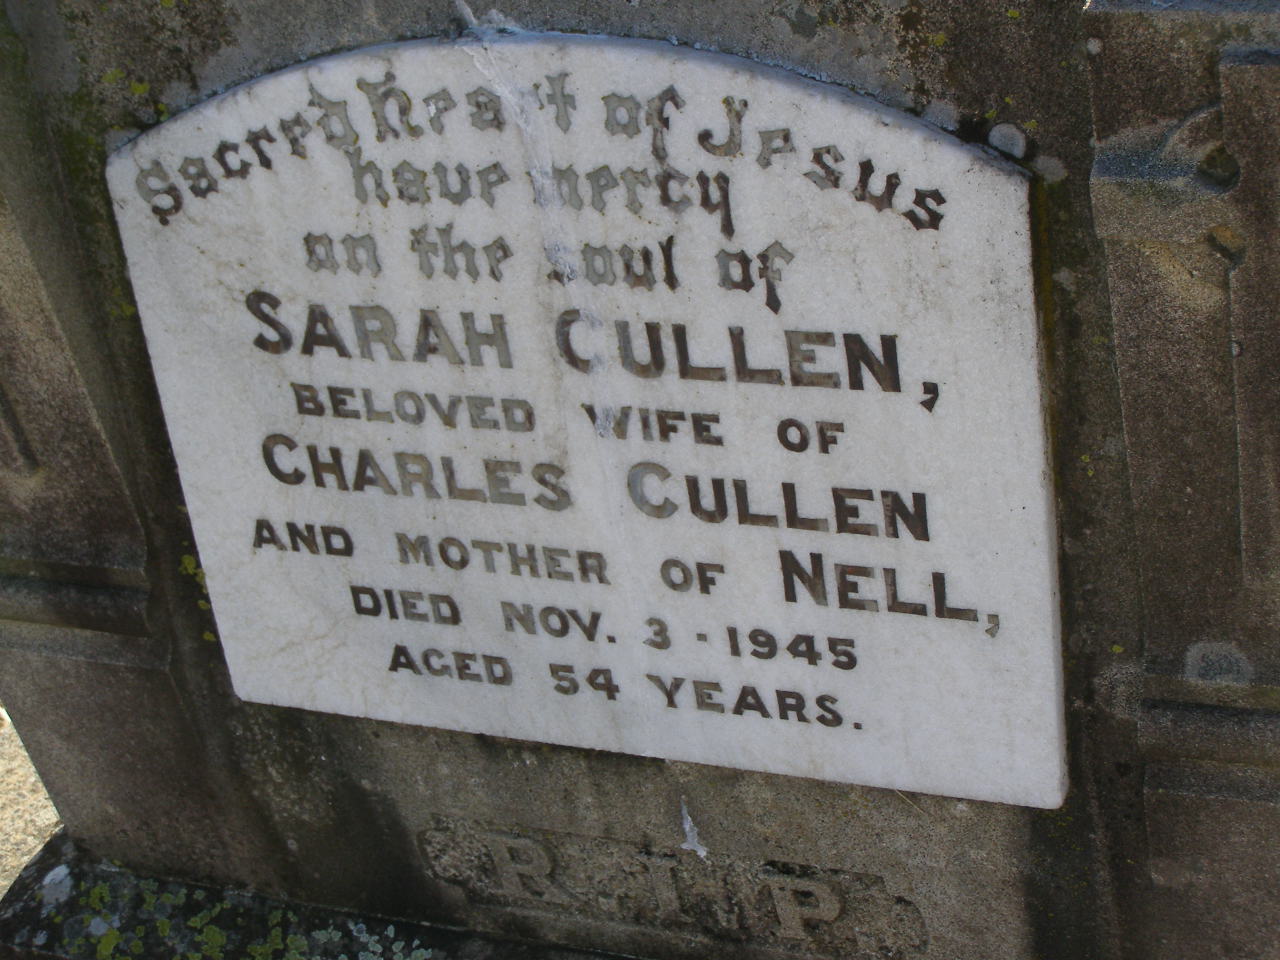 Sacred heart of Jesus
have mercy
on the soul of
SARAH CULLEN,
BELOVED WIFE OF
CHARLES CULLEN
AND MOTHER OF NELL,
DIED NOV. 3 - 1945
AGED 54 YEARS.
R.I.P.